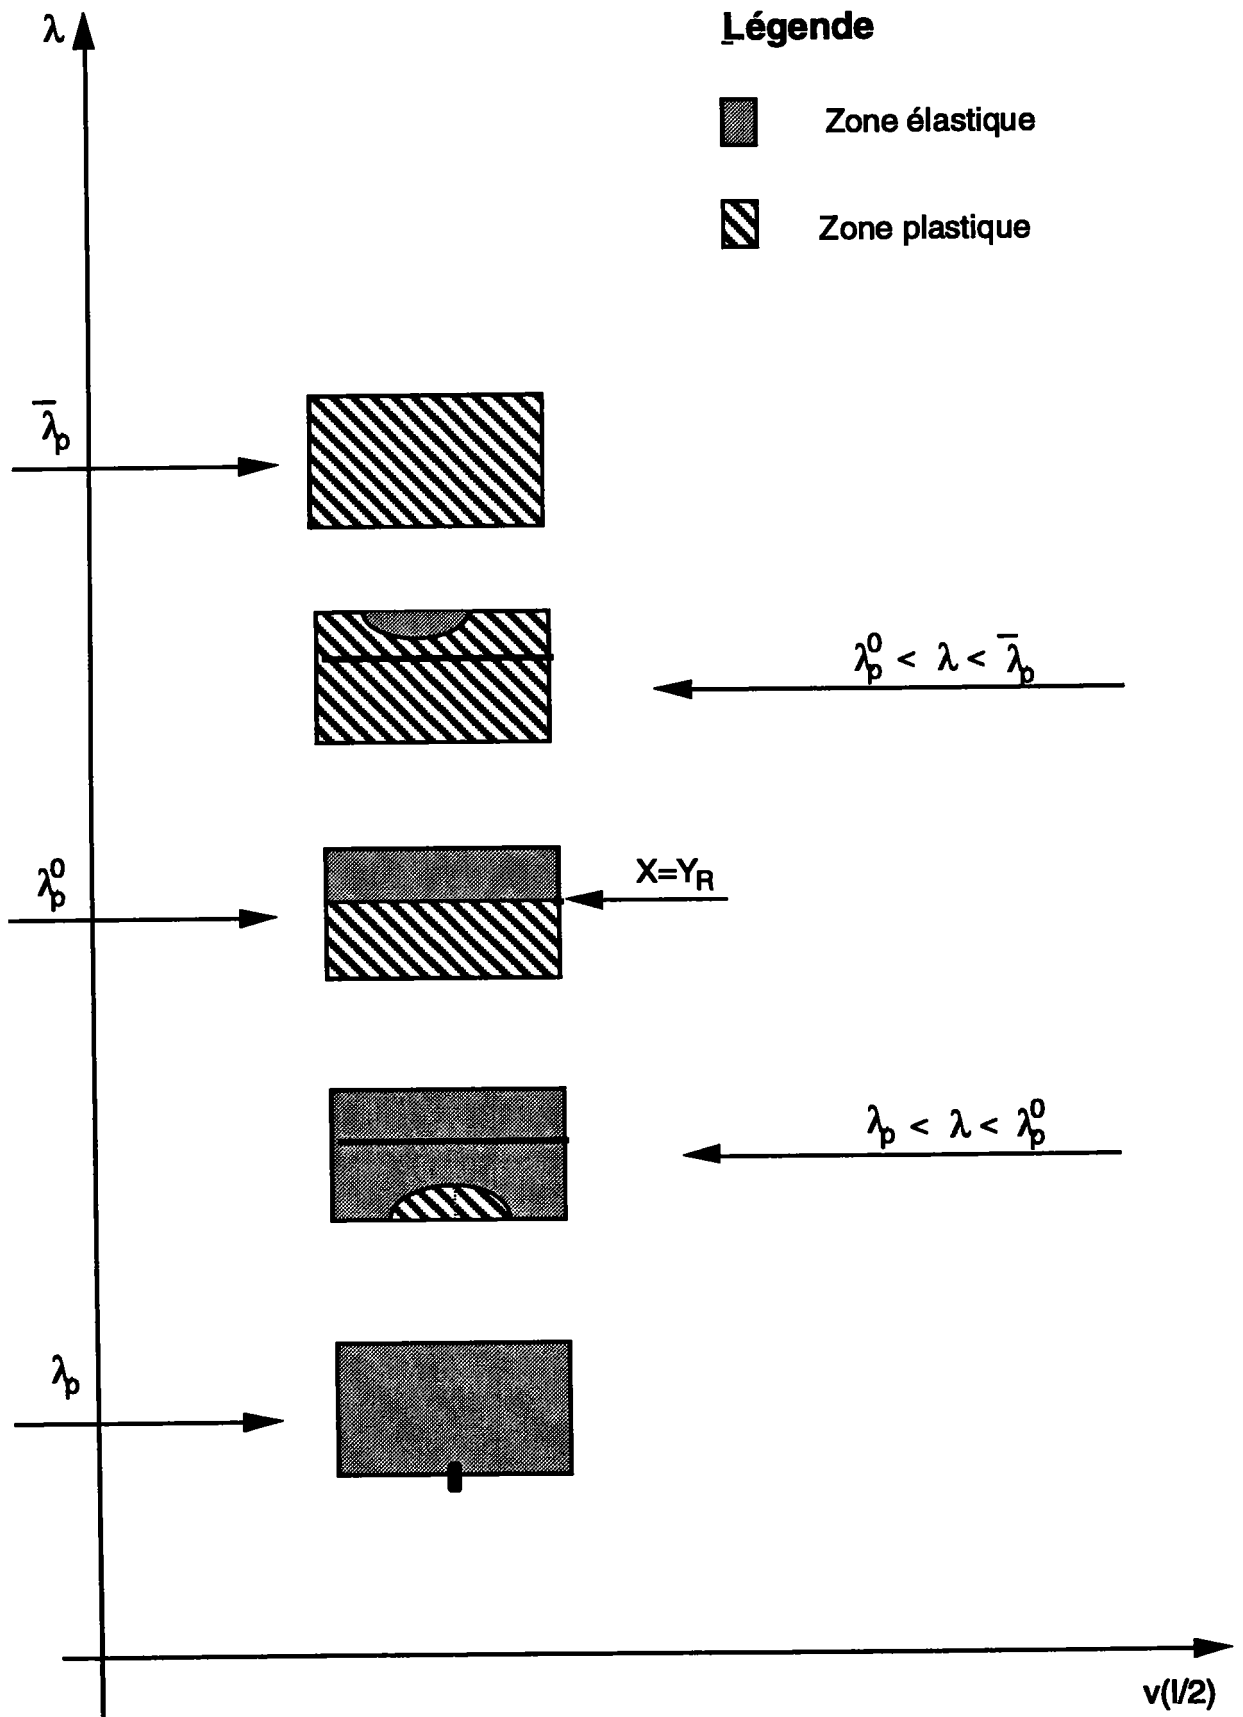 λ
Légende
Zone élastique
Zone plastique
λ̅p
λp⁰ < λ < λ̅p
λp⁰
X=YR
λp < λ < λp⁰
λp
v(l/2)